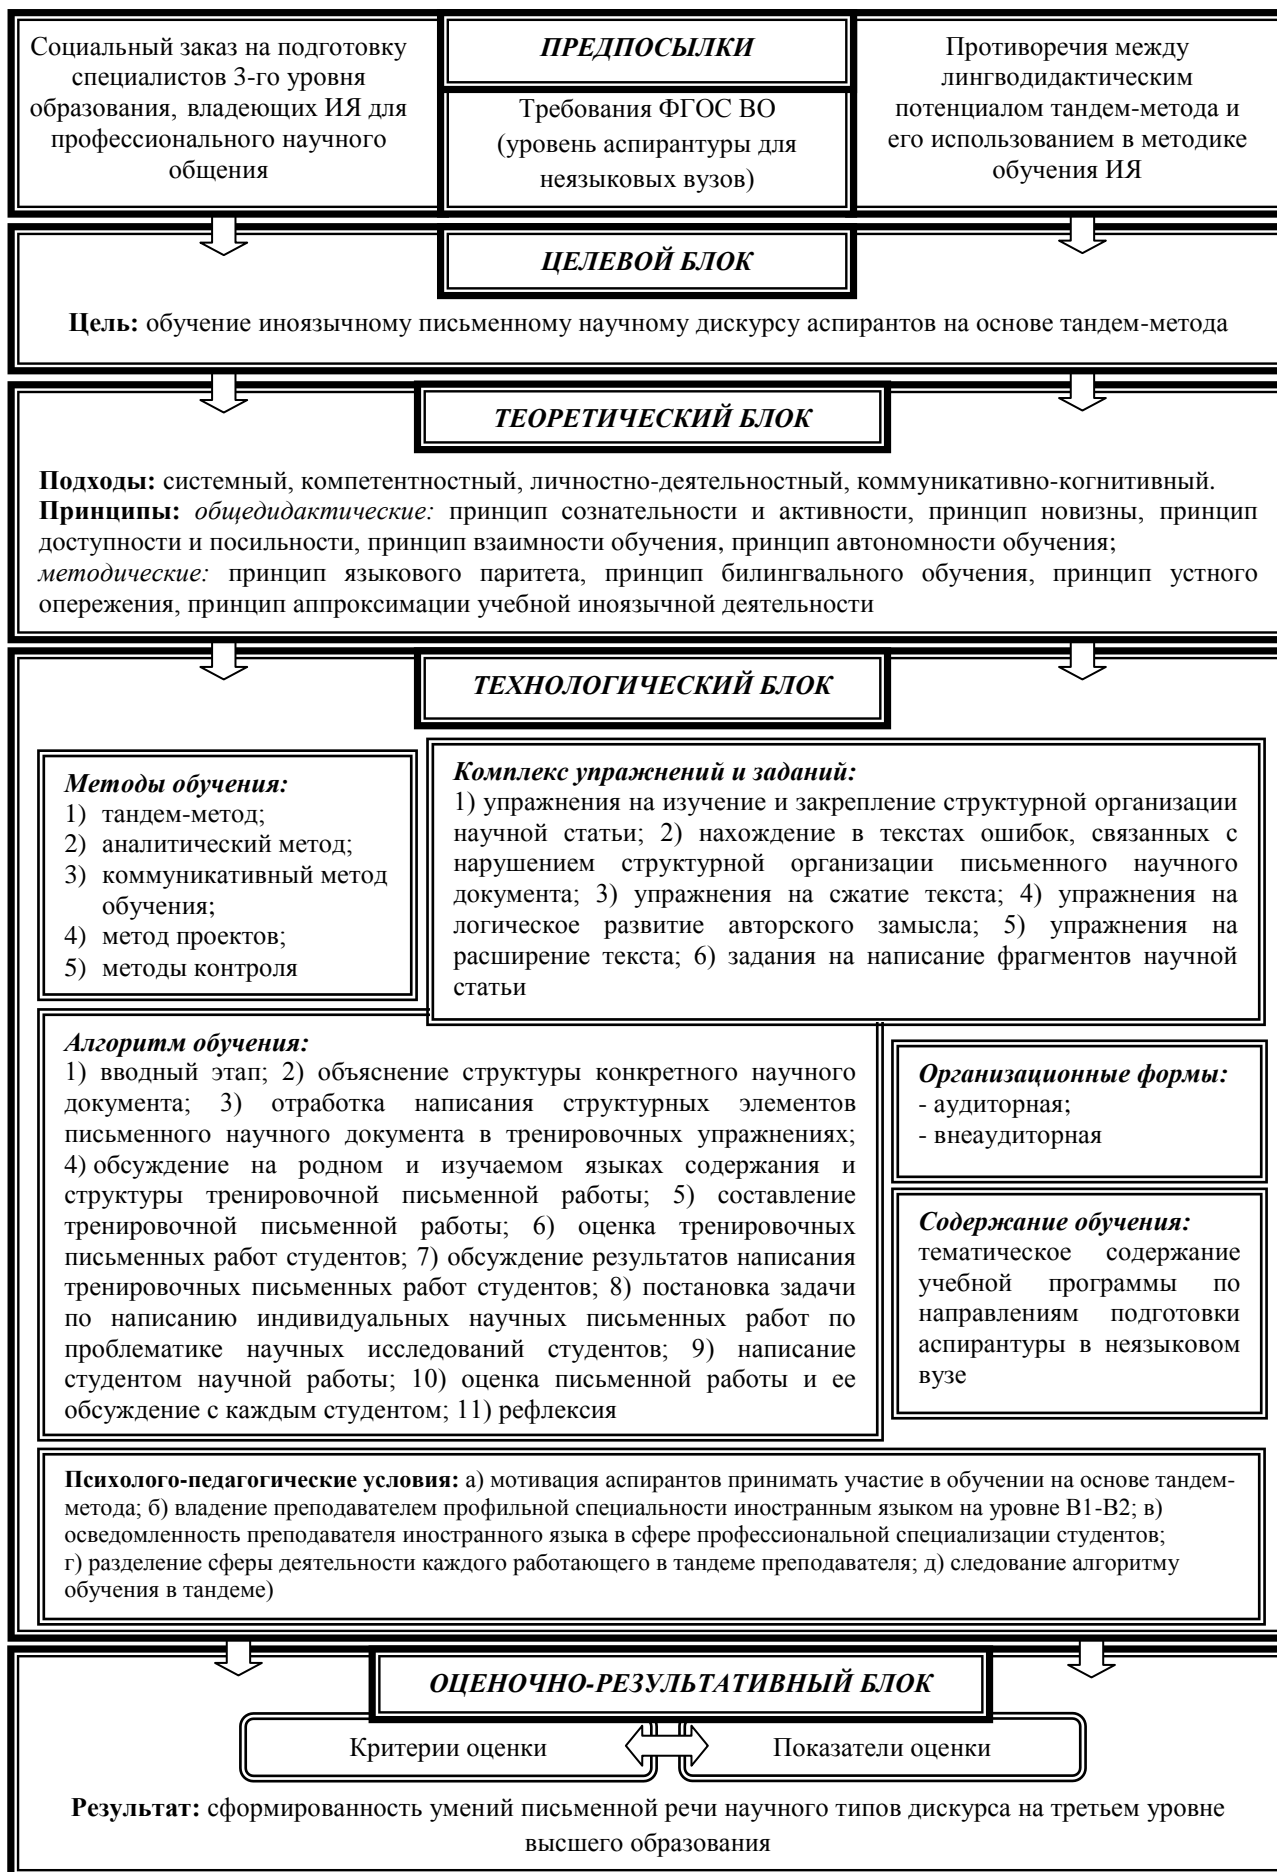 Социальный заказ на подготовку
специалистов 3-го уровня
образования, владеющих ИЯ для
профессионального научного
общения
ПРЕДПОСЫЛКИ
Требования ФГОС ВО
(уровень аспирантуры для
неязыковых вузов)
Противоречия между
лингводидактическим
потенциалом тандем-метода и
его использованием в методике
обучения ИЯ
ЦЕЛЕВОЙ БЛОК
Цель: обучение иноязычному письменному научному дискурсу аспирантов на основе тандем-метода
ТЕОРЕТИЧЕСКИЙ БЛОК
Подходы: системный, компетентностный, личностно-деятельностный, коммуникативно-когнитивный.
Принципы: общедидактические: принцип сознательности и активности, принцип новизны, принцип
доступности и посильности, принцип взаимности обучения, принцип автономности обучения;
методические: принцип языкового паритета, принцип билингвального обучения, принцип устного
опережения, принцип аппроксимации учебной иноязычной деятельности
ТЕХНОЛОГИЧЕСКИЙ БЛОК
Методы обучения:
1) тандем-метод;
2) аналитический метод;
3) коммуникативный метод
обучения;
4) метод проектов;
5) методы контроля
Комплекс упражнений и заданий:
1) упражнения на изучение и закрепление структурной организации
научной статьи; 2) нахождение в текстах ошибок, связанных с
нарушением структурной организации письменного научного
документа; 3) упражнения на сжатие текста; 4) упражнения на
логическое развитие авторского замысла; 5) упражнения на
расширение текста; 6) задания на написание фрагментов научной
статьи
Алгоритм обучения:
1) вводный этап; 2) объяснение структуры конкретного научного
документа; 3) отработка написания структурных элементов
письменного научного документа в тренировочных упражнениях;
4) обсуждение на родном и изучаемом языках содержания и
структуры тренировочной письменной работы; 5) составление
тренировочной письменной работы; 6) оценка тренировочных
письменных работ студентов; 7) обсуждение результатов написания
тренировочных письменных работ студентов; 8) постановка задачи
по написанию индивидуальных научных письменных работ по
проблематике научных исследований студентов; 9) написание
студентом научной работы; 10) оценка письменной работы и ее
обсуждение с каждым студентом; 11) рефлексия
Организационные формы:
- аудиторная;
- внеаудиторная
Содержание обучения:
тематическое содержание
учебной программы по
направлениям подготовки
аспирантуры в неязыковом
вузе
Психолого-педагогические условия: а) мотивация аспирантов принимать участие в обучении на основе тандем-
метода; б) владение преподавателем профильной специальности иностранным языком на уровне В1-В2; в)
осведомленность преподавателя иностранного языка в сфере профессиональной специализации студентов;
г) разделение сферы деятельности каждого работающего в тандеме преподавателя; д) следование алгоритму
обучения в тандеме)
ОЦЕНОЧНО-РЕЗУЛЬТАТИВНЫЙ БЛОК
Критерии оценки
Показатели оценки
Результат: сформированность умений письменной речи научного типов дискурса на третьем уровне
высшего образования